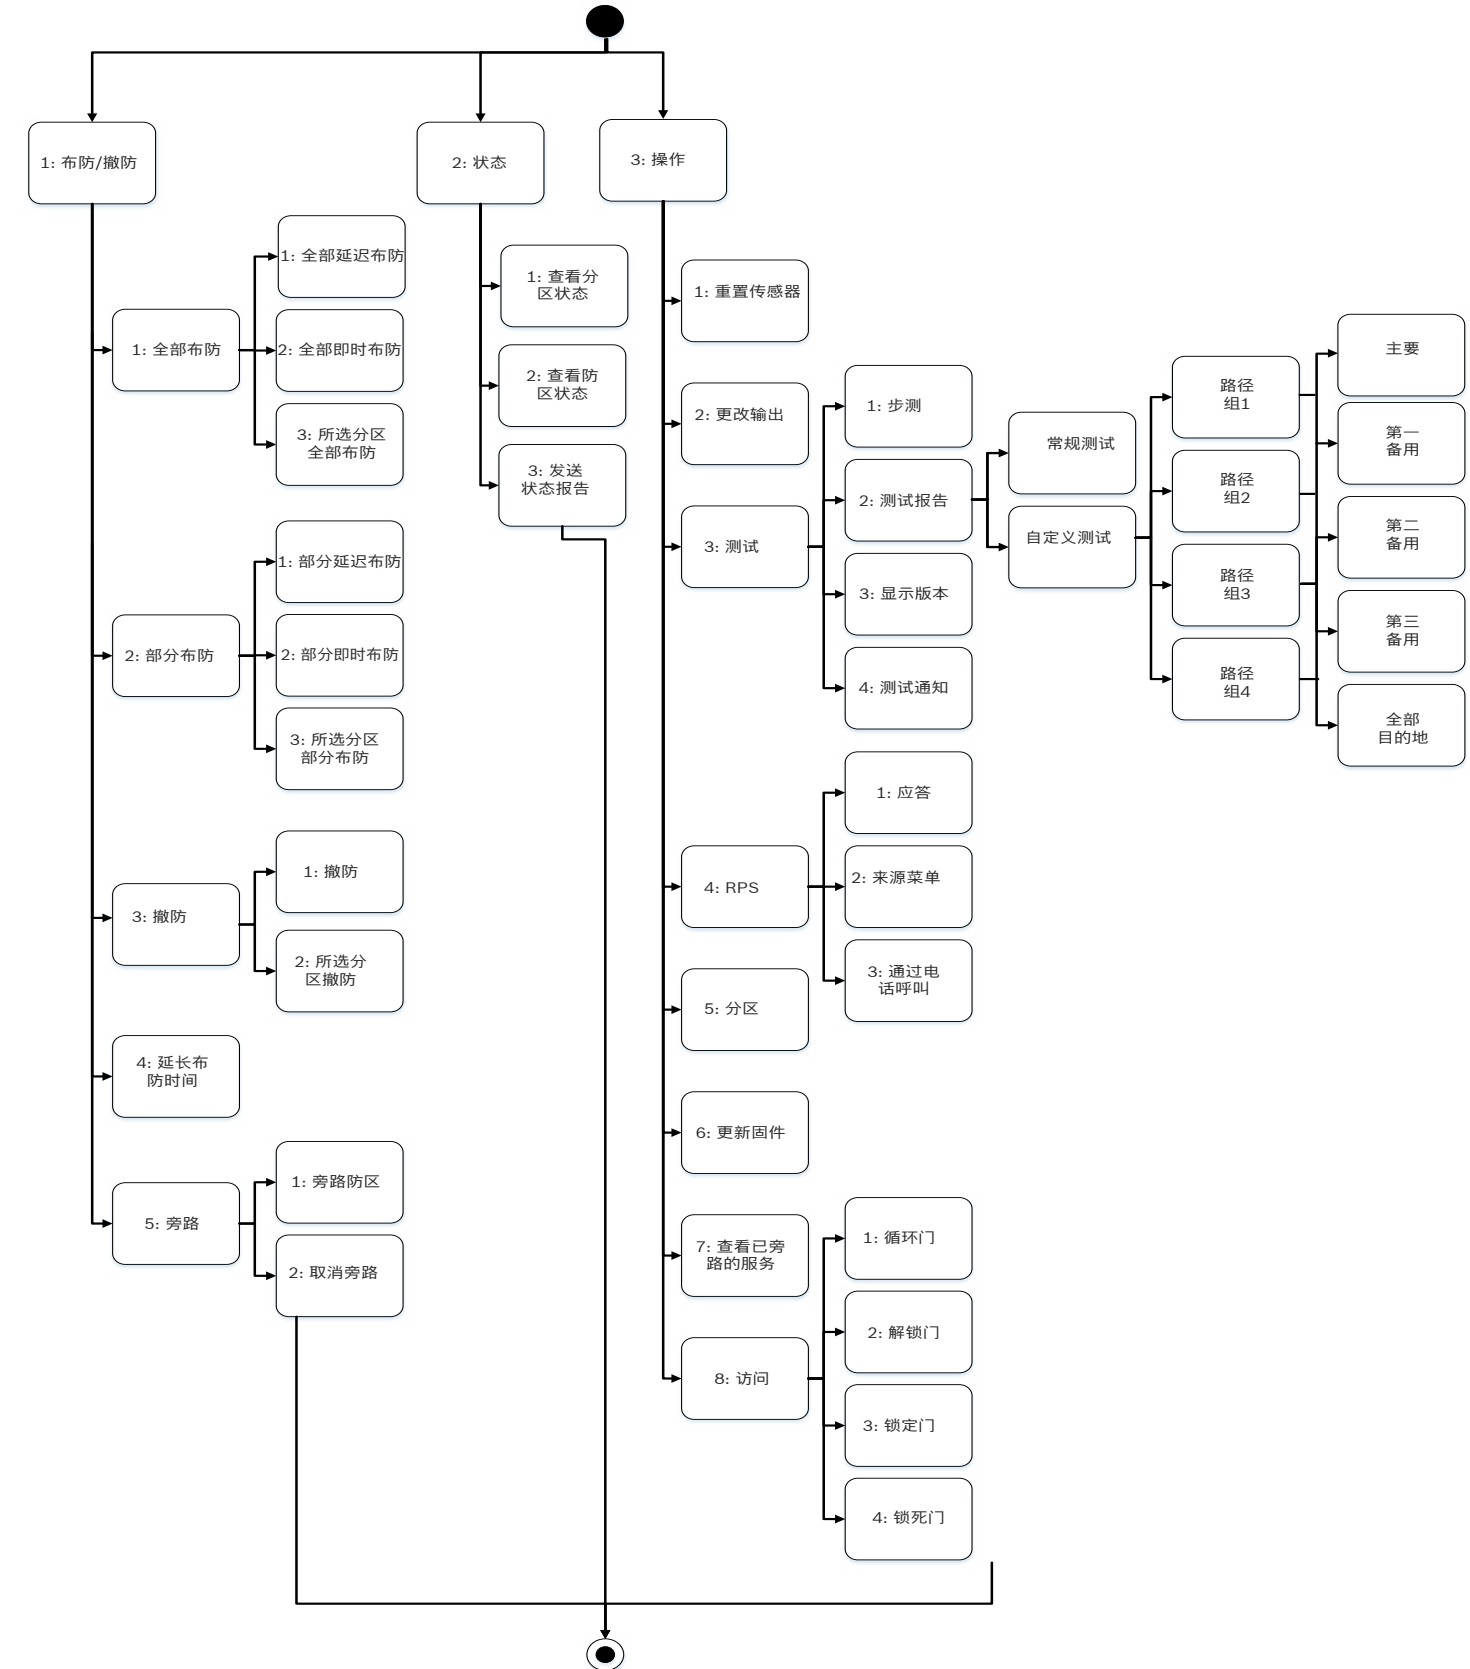 1: 布防/撤防
2: 状态
3: 操作
1: 全部布防
1: 全部延迟布防
2: 全部即时布防
3: 所选分区
全部布防
2: 部分布防
1: 部分延迟布防
2: 部分即时布防
3: 所选分区
部分布防
3: 撤防
1: 撤防
2: 所选分
区撤防
4: 延长布
防时间
5: 旁路
1: 旁路防区
2: 取消旁路
1: 查看分
区状态
2: 查看防
区状态
3: 发送
状态报告
1: 重置传感器
2: 更改输出
3: 测试
1: 步测
2: 测试报告
常规测试
自定义测试
路径
组1
路径
组2
路径
组3
路径
组4
主要
第一
备用
第二
备用
第三
备用
全部
目的地
3: 显示版本
4: 测试通知
4: RPS
1: 应答
2: 来源菜单
3: 通过电
话呼叫
5: 分区
6: 更新固件
7: 查看已旁
路的服务
8: 访问
1: 循环门
2: 解锁门
3: 锁定门
4: 锁死门